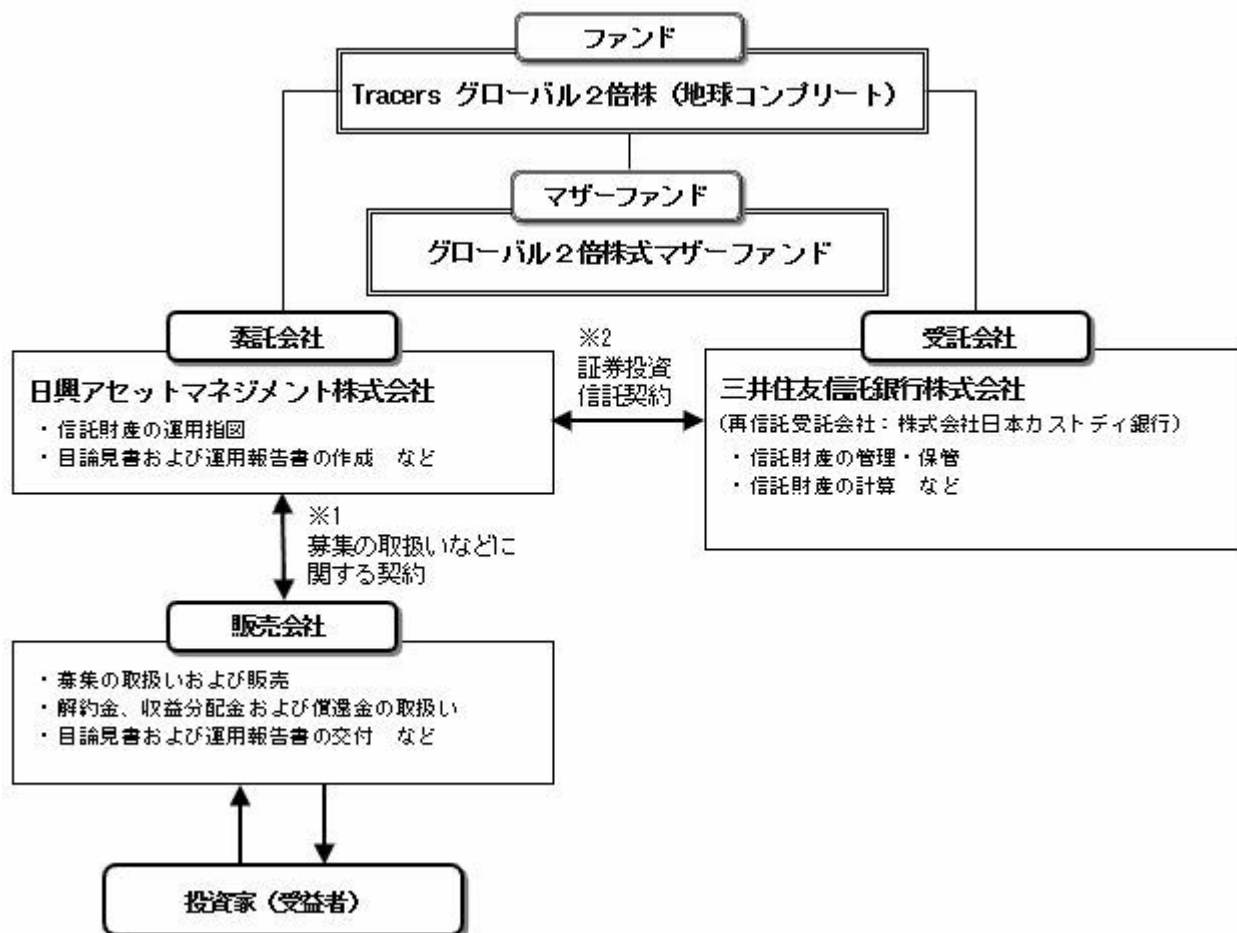 ファンド
Tracers グローバル2倍株（地球コンプリート）
マザーファンド
グローバル2倍株式マザーファンド
委託会社
日興アセットマネジメント株式会社
・信託財産の運用指図
・目論見書および運用報告書の作成　など
※2
証券投資
信託契約
受託会社
三井住友信託銀行株式会社
(再信託受託会社：株式会社日本カストディ銀行)
・信託財産の管理・保管
・信託財産の計算　など
※1
募集の取扱いなどに
関する契約
販売会社
・募集の取扱いおよび販売
・解約金、収益分配金および償還金の取扱い
・目論見書および運用報告書の交付　など
投資家（受益者）